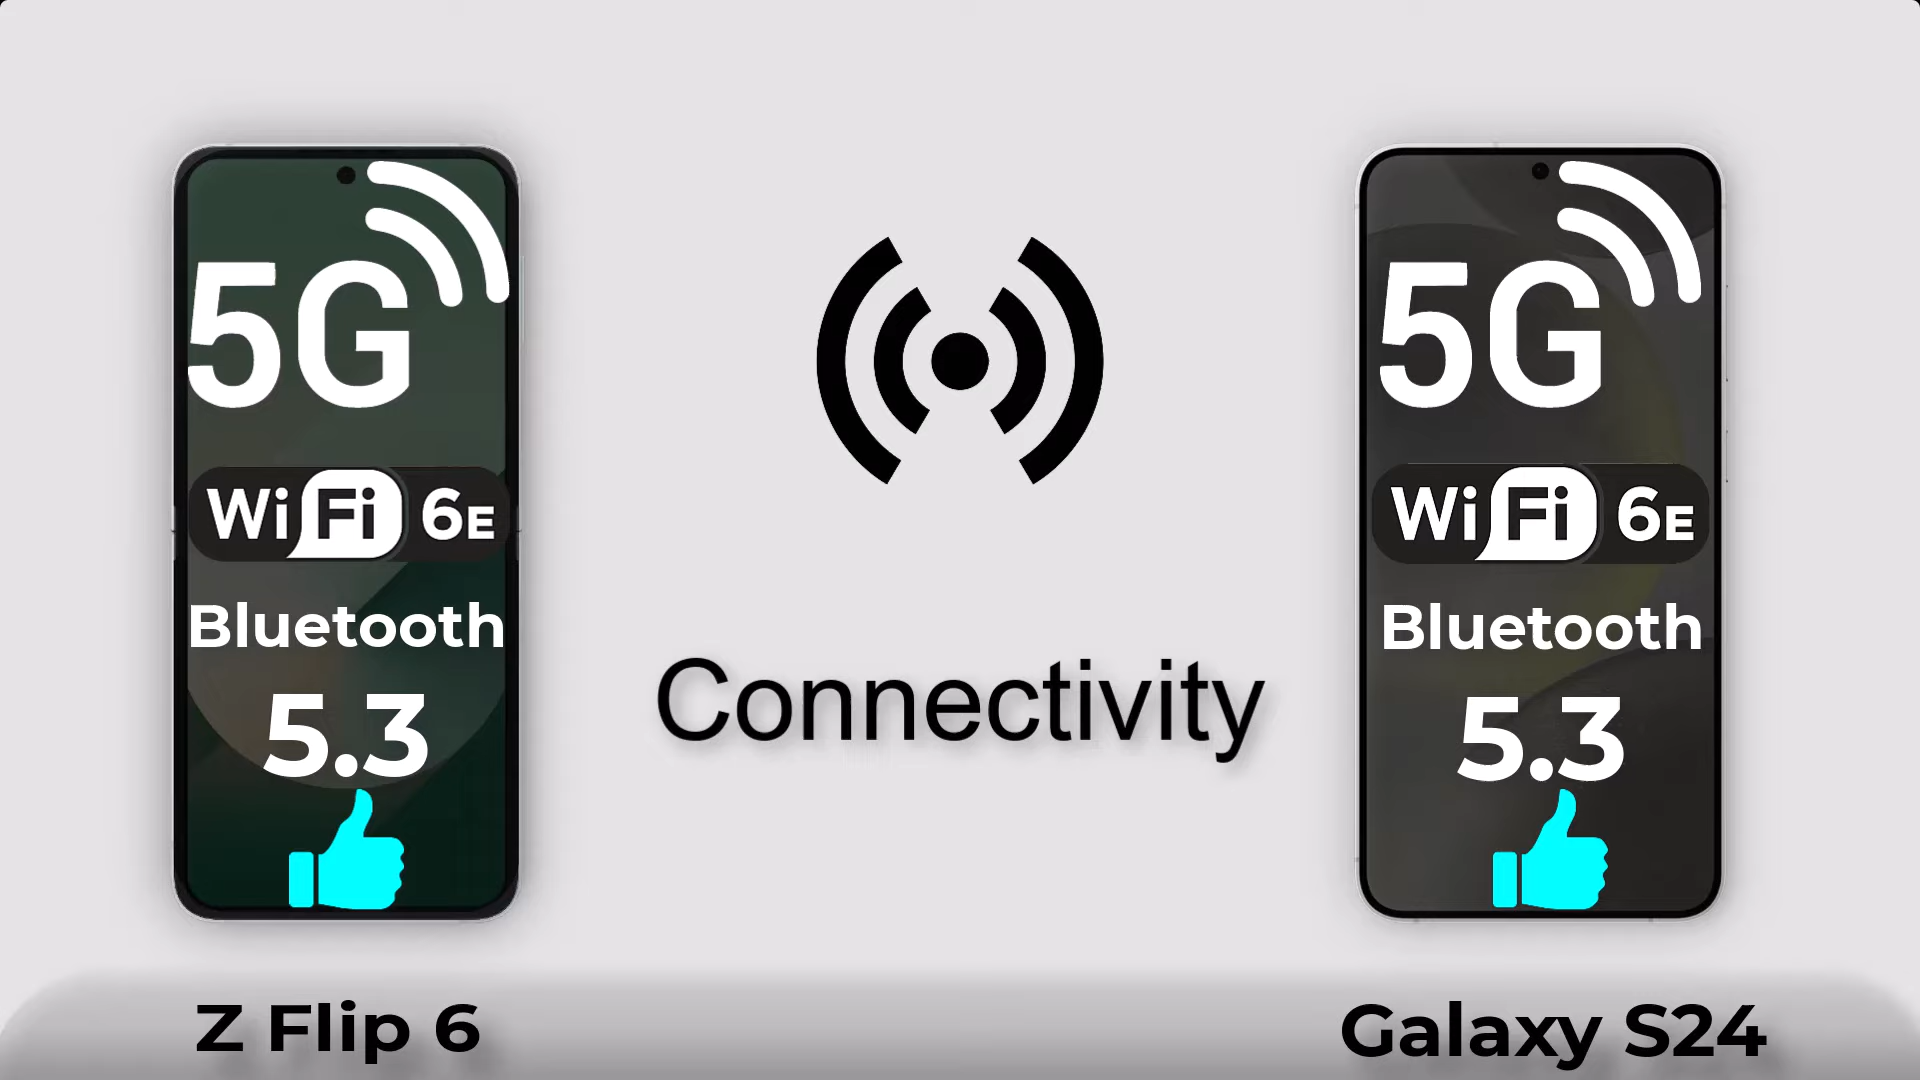 5G
WiFi 6E
Bluetooth
5.3
Connectivity
5G
WiFi 6E
Bluetooth
5.3
Z Flip 6
Galaxy S24